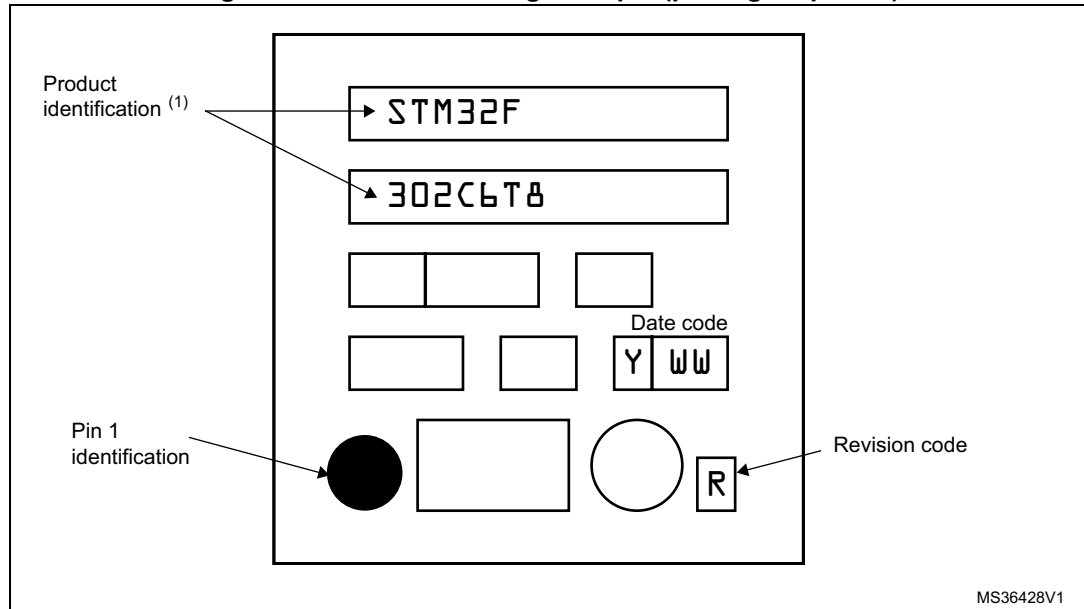 Product
identification (1)
STM32F
302C6T8
Date code
Y WW
Pin 1
identification
Revision code
R
MS36428V1